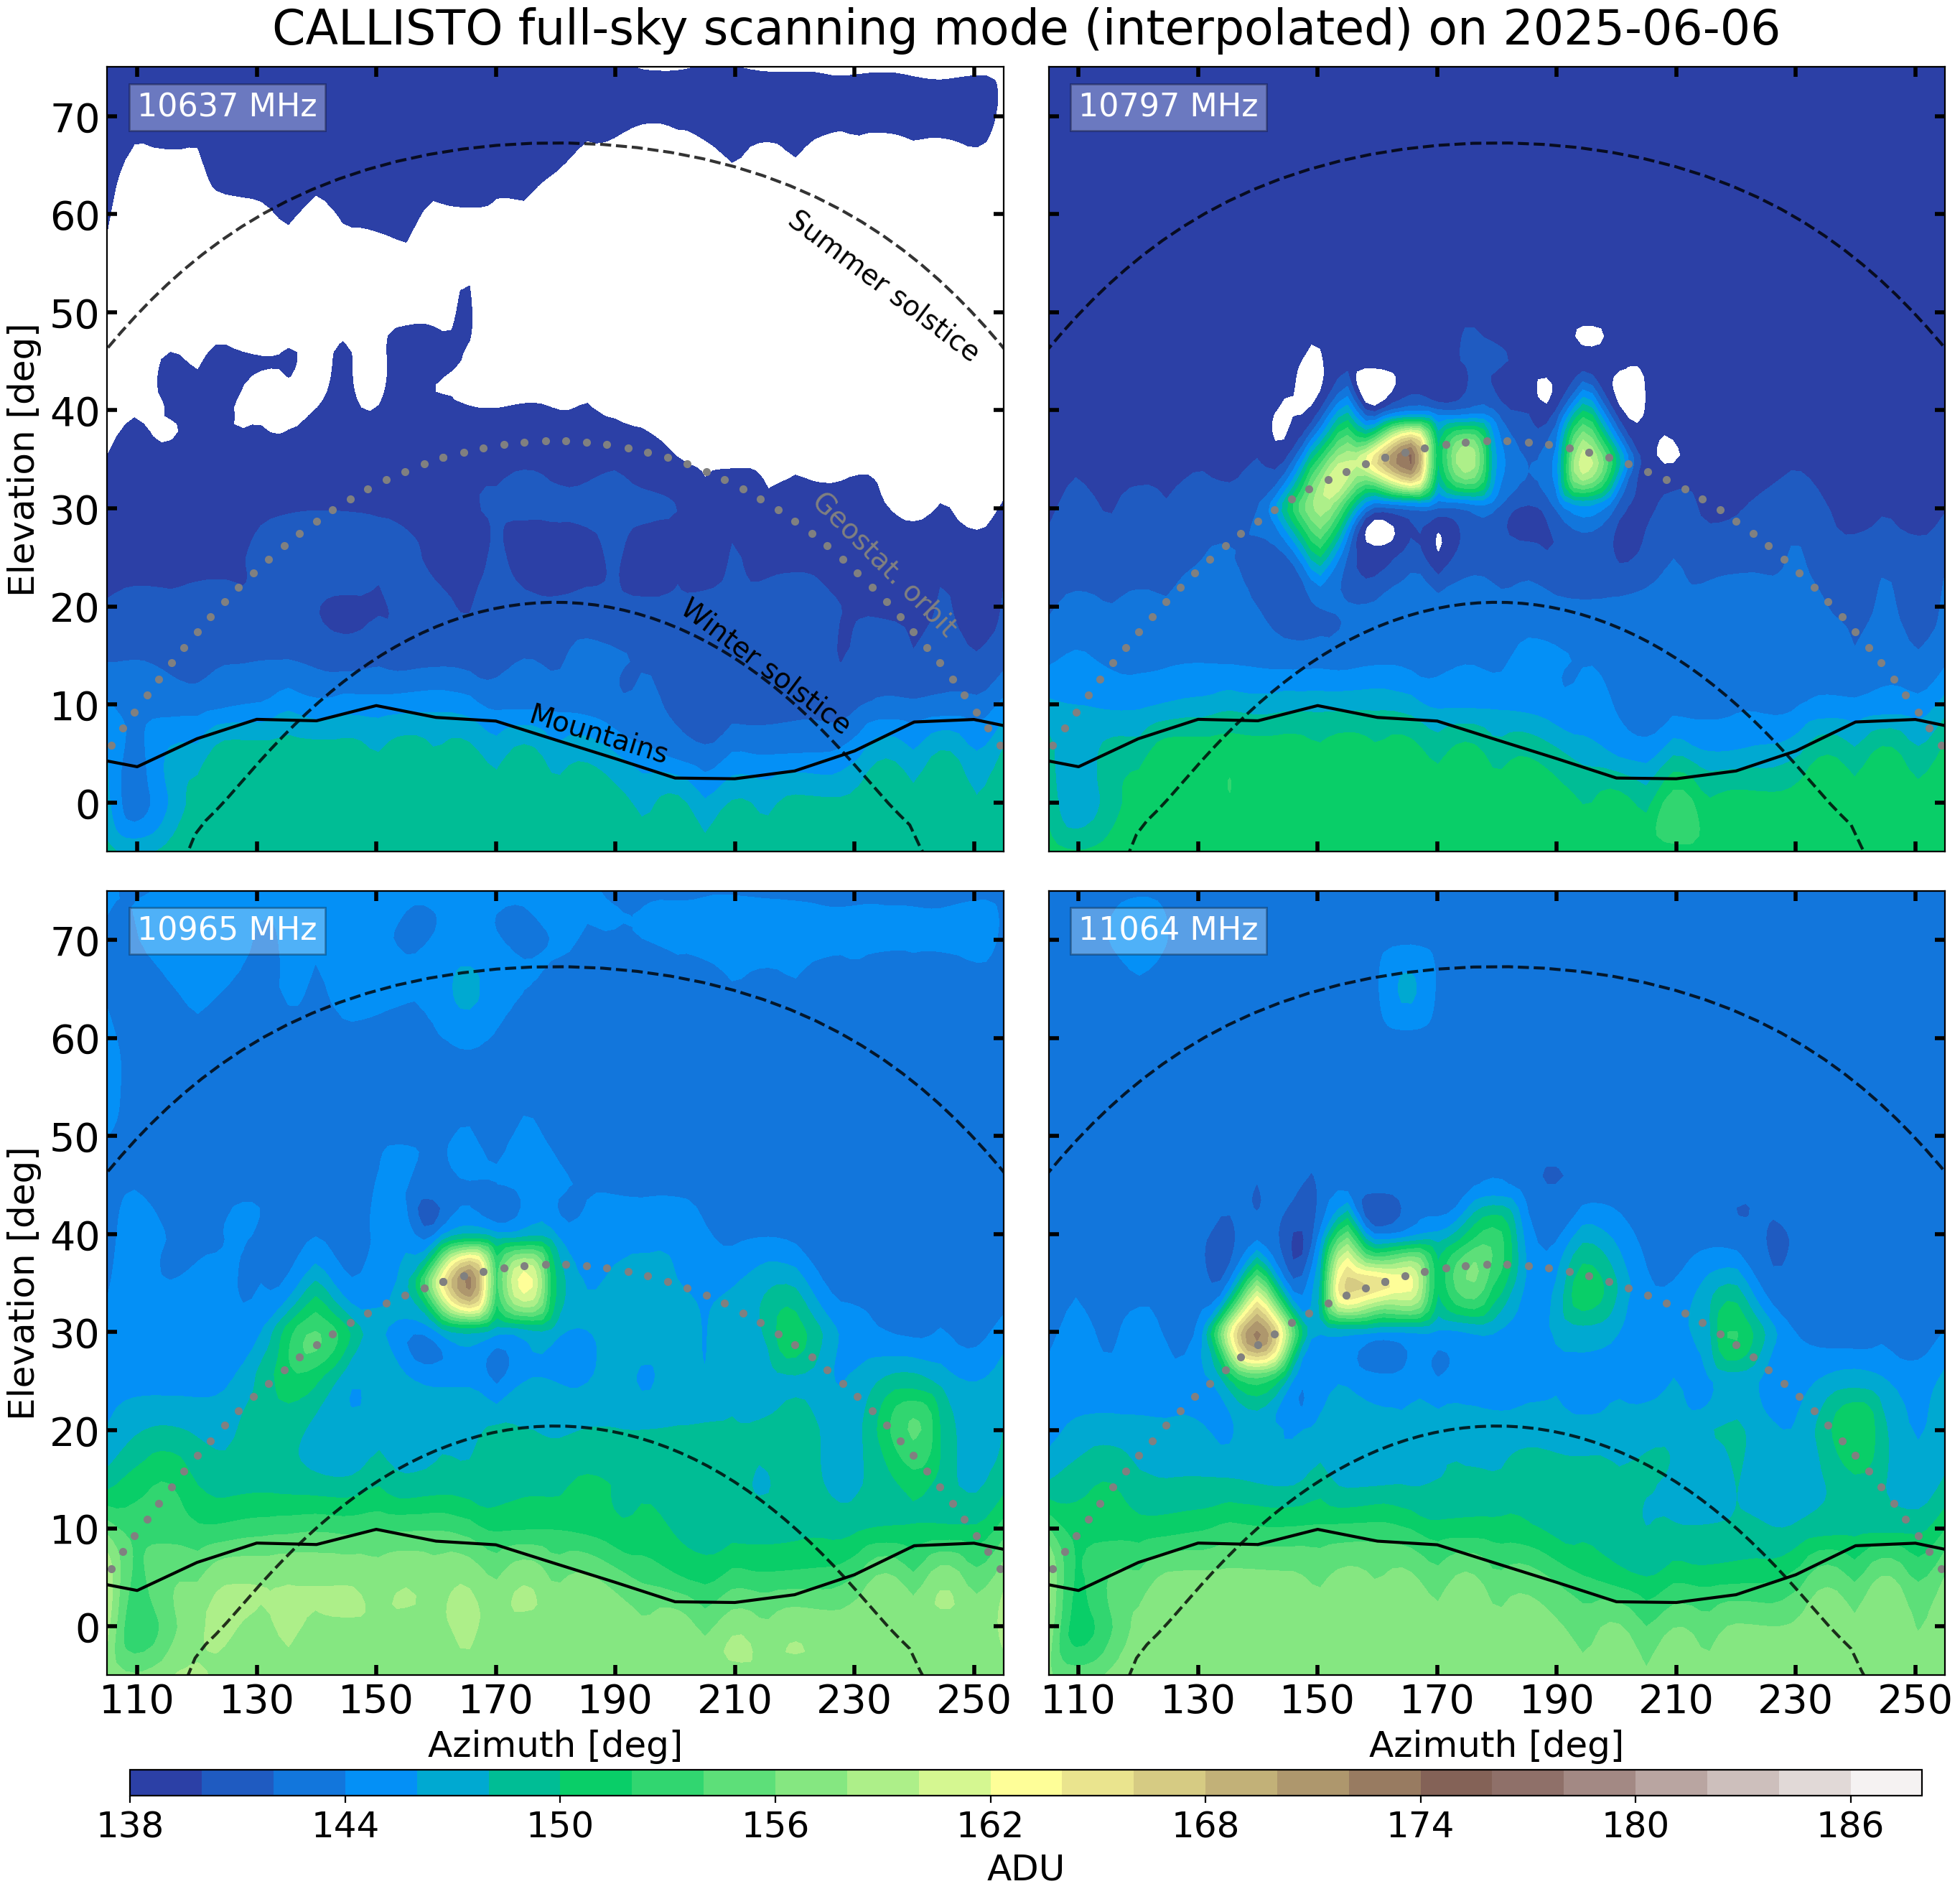 CALLISTO full-sky scanning mode (interpolated) on 2025-06-06
10637 MHz
10797 MHz
70
60
50
40
30
20
10
0
Elevation [deg]
Summer solstice
Geostat. orbit
Winter solstice
Mountains
10965 MHz
11064 MHz
70
60
50
40
30
20
10
0
Elevation [deg]
110 130 150 170 190 210 230 250
110 130 150 170 190 210 230 250
Azimuth [deg]
Azimuth [deg]
138 144 150 156 162 168 174 180 186
ADU